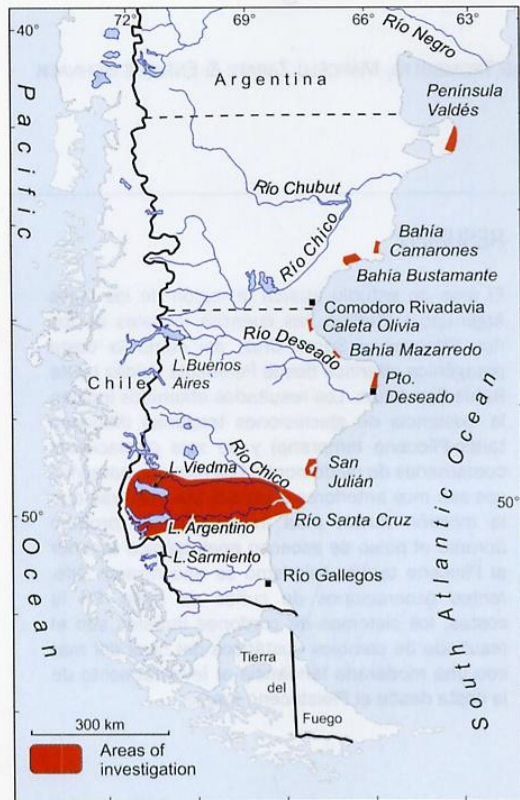 72°
69°
66°
63°
40°
40°
Río Negro
Argentina
Península
Valdés
Pacific
Río Chubut
Río Chico
Bahía
Camarones
Bahía Bustamante
Comodoro Rivadavia
Caleta Olivia
Río Deseado
Bahía Mazarredo
L.Buenos
Aires
Chile
Pto.
Deseado
Río Chico
San
Julián
L.Viedma
50°
50°
Río Santa Cruz
L. Argentino
L.Sarmiento
Río Gallegos
Ocean
South Atlantic Ocean
Tierra
del
Fuego
300 km
Areas of
investigation